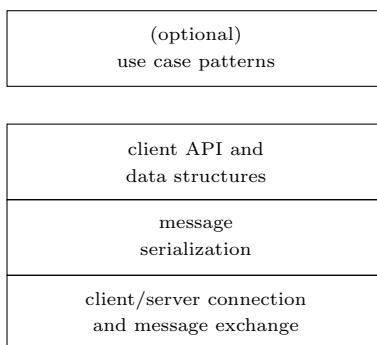 (optional)
use case patterns
client API and
data structures
message
serialization
client/server connection
and message exchange